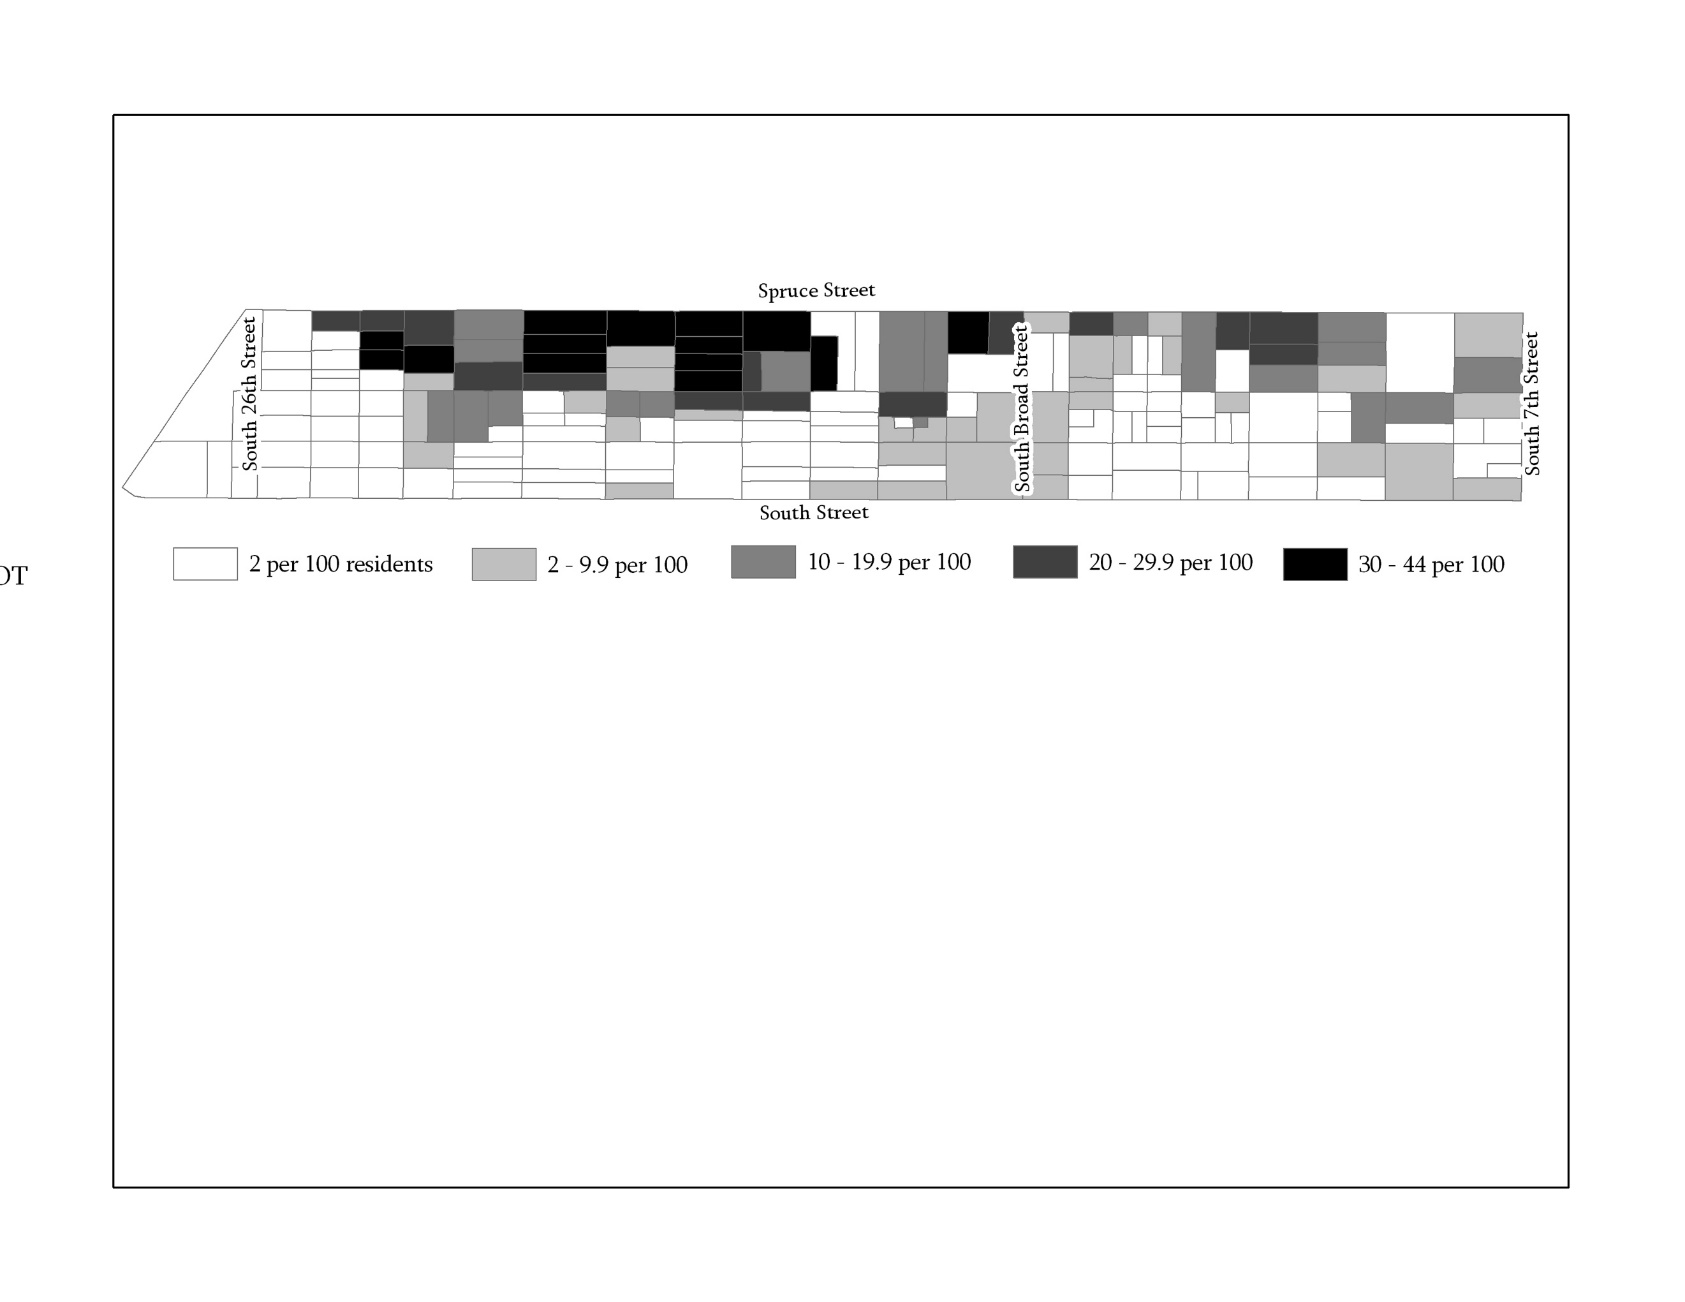 Spruce Street
South 26th Street
South Broad Street
South 7th Street
South Street
OT
2 per 100 residents
2 - 9.9 per 100
10 - 19.9 per 100
20 - 29.9 per 100
30 - 44 per 100